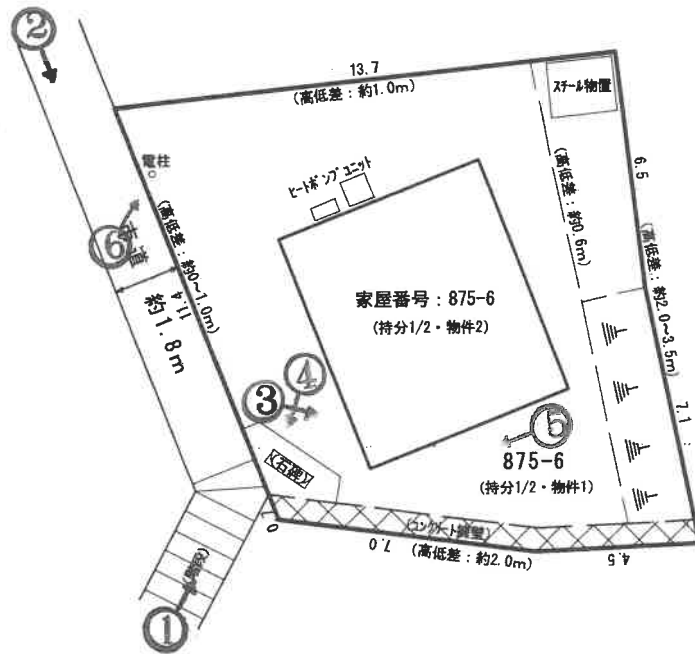 ②
13.7
(高低差：約1.0m)
スチール物置
電柱
ヒートポンプユニット
(高低差：約0.6m)
6.5
⑥
市道
(高低差：約0～1.0m)
11.4
約1.8m
家屋番号：875-6
(持分1/2・物件2)
(高低差：約2.0～3.5m)
7.1
④
③
⑤
875-6
(持分1/2・物件1)
(石碑)
1.0
(コンクリート擁壁)
7.0
(高低差：約2.0m)
4.5
①